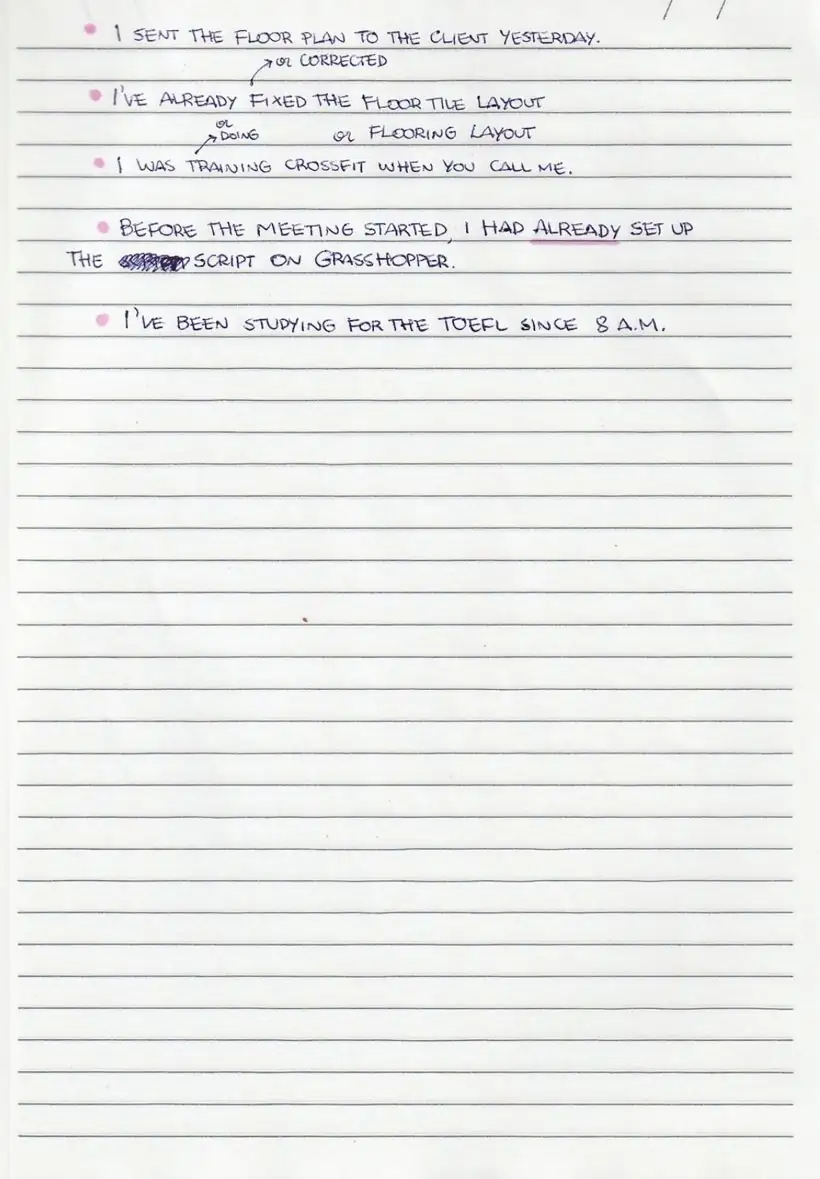 I SENT THE FLOOR PLAN TO THE CLIENT YESTERDAY.
or CORRECTED
I'VE ALREADY FIXED THE FLOOR TILE LAYOUT
or DOING or FLOORING LAYOUT
I WAS TRAINING CROSSFIT WHEN YOU CALL ME.
BEFORE THE MEETING STARTED, I HAD ALREADY SET UP
THE SCRIPT ON GRASSHOPPER.
I'VE BEEN STUDYING FOR THE TOEFL SINCE 8 A.M.